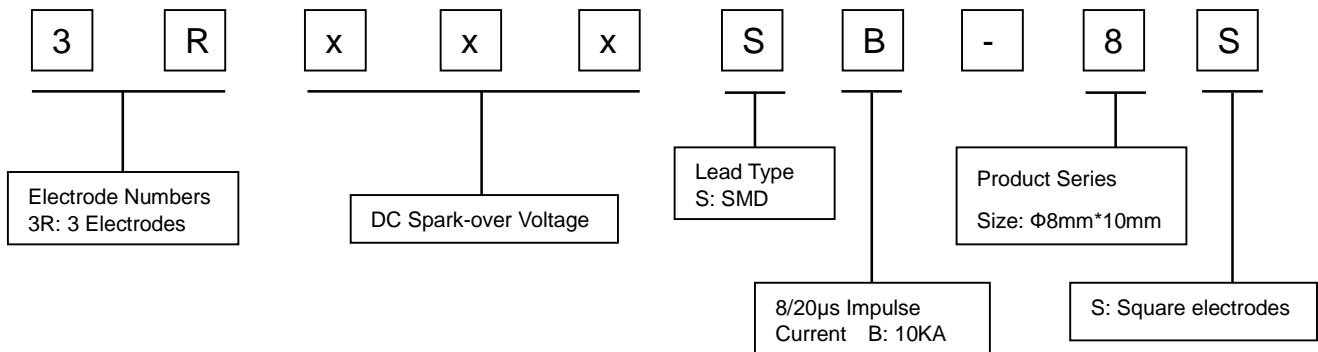 3 R x x x S B - 8 S
Electrode Numbers
3R: 3 Electrodes
DC Spark-over Voltage
Lead Type
S: SMD
Product Series
Size: Φ8mm*10mm
8/20μs Impulse
Current B: 10KA
S: Square electrodes